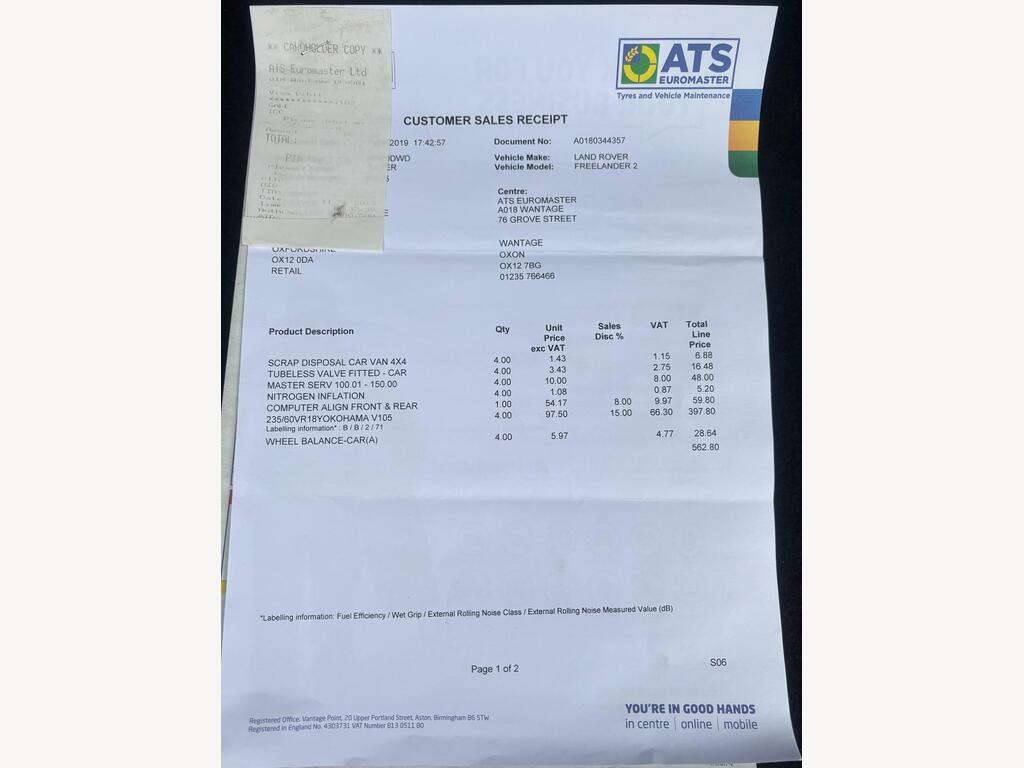 ** CARDHOLDER COPY **
ATS Euromaster Ltd
Visa Debit
SALE
ICC
TOTAL:
ATS
EUROMASTER
Tyres and Vehicle Maintenance
CUSTOMER SALES RECEIPT
2019 17:42:57 Document No: A0180344357
Vehicle Make: LAND ROVER
Vehicle Model: FREELANDER 2
Centre:
ATS EUROMASTER
A018 WANTAGE
76 GROVE STREET
WANTAGE
OXFORDSHIRE OXON
OX12 0DA OX12 7BG
RETAIL 01235 766466
Product Description Qty Unit Price exc VAT Sales Disc % VAT Total Line Price
SCRAP DISPOSAL CAR VAN 4X4 4.00 1.43 1.15 6.88
TUBELESS VALVE FITTED - CAR 4.00 3.43 2.75 16.48
MASTER SERV 100.01 - 150.00 4.00 10.00 8.00 48.00
NITROGEN INFLATION 4.00 1.08 0.87 5.20
COMPUTER ALIGN FRONT & REAR 1.00 54.17 8.00 9.97 59.80
235/60VR18YOKOHAMA V105 4.00 97.50 15.00 66.30 397.80
Labelling information* : B / B / 2 / 71
WHEEL BALANCE-CAR(A) 4.00 5.97 4.77 28.64
562.80
*Labelling information: Fuel Efficiency / Wet Grip / External Rolling Noise Class / External Rolling Noise Measured Value (dB)
Page 1 of 2
S06
YOU'RE IN GOOD HANDS
in centre | online | mobile
Registered Office: Vantage Point, 20 Upper Portland Street, Aston, Birmingham B6 5TW
Registered in England No. 4303731 VAT Number 813 0511 80